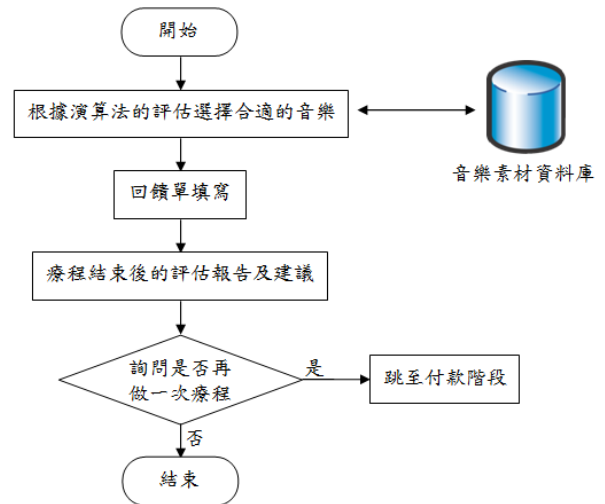 開始
根據演算法的評估選擇合適的音樂
音樂素材資料庫
回饋單填寫
療程結束後的評估報告及建議
詢問是否再
做一次療程
是
跳至付款階段
否
結束